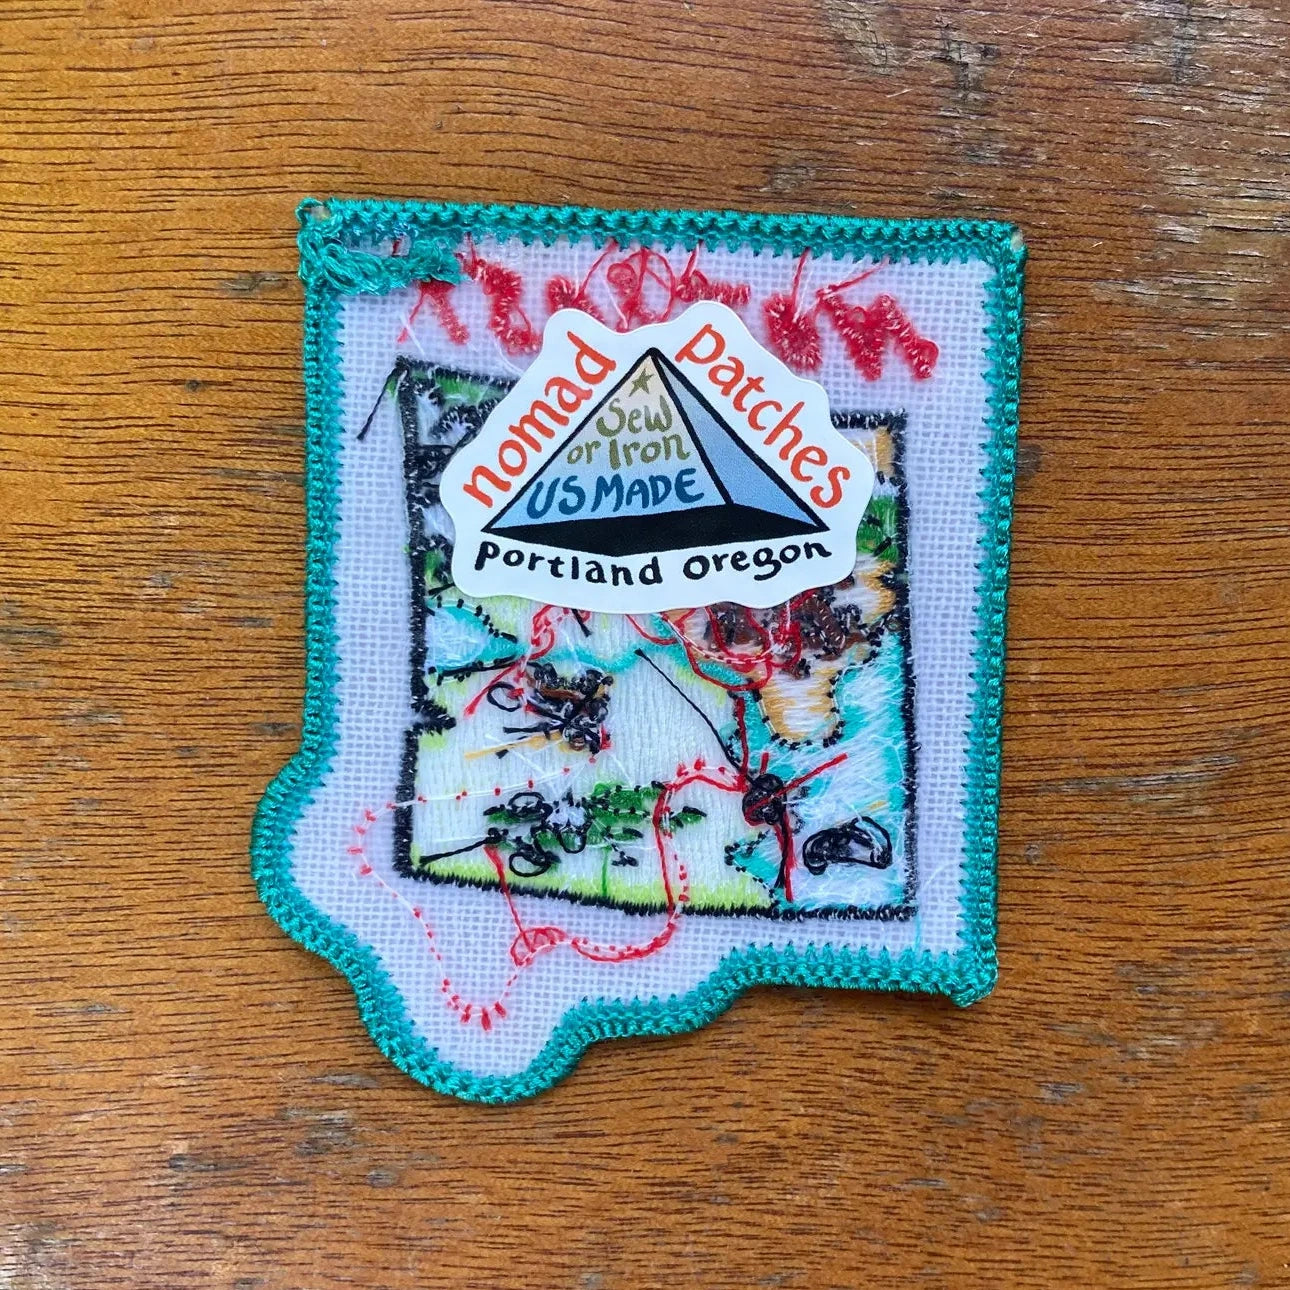 nomad patches
Sew
or Iron
US MADE
Portland Oregon